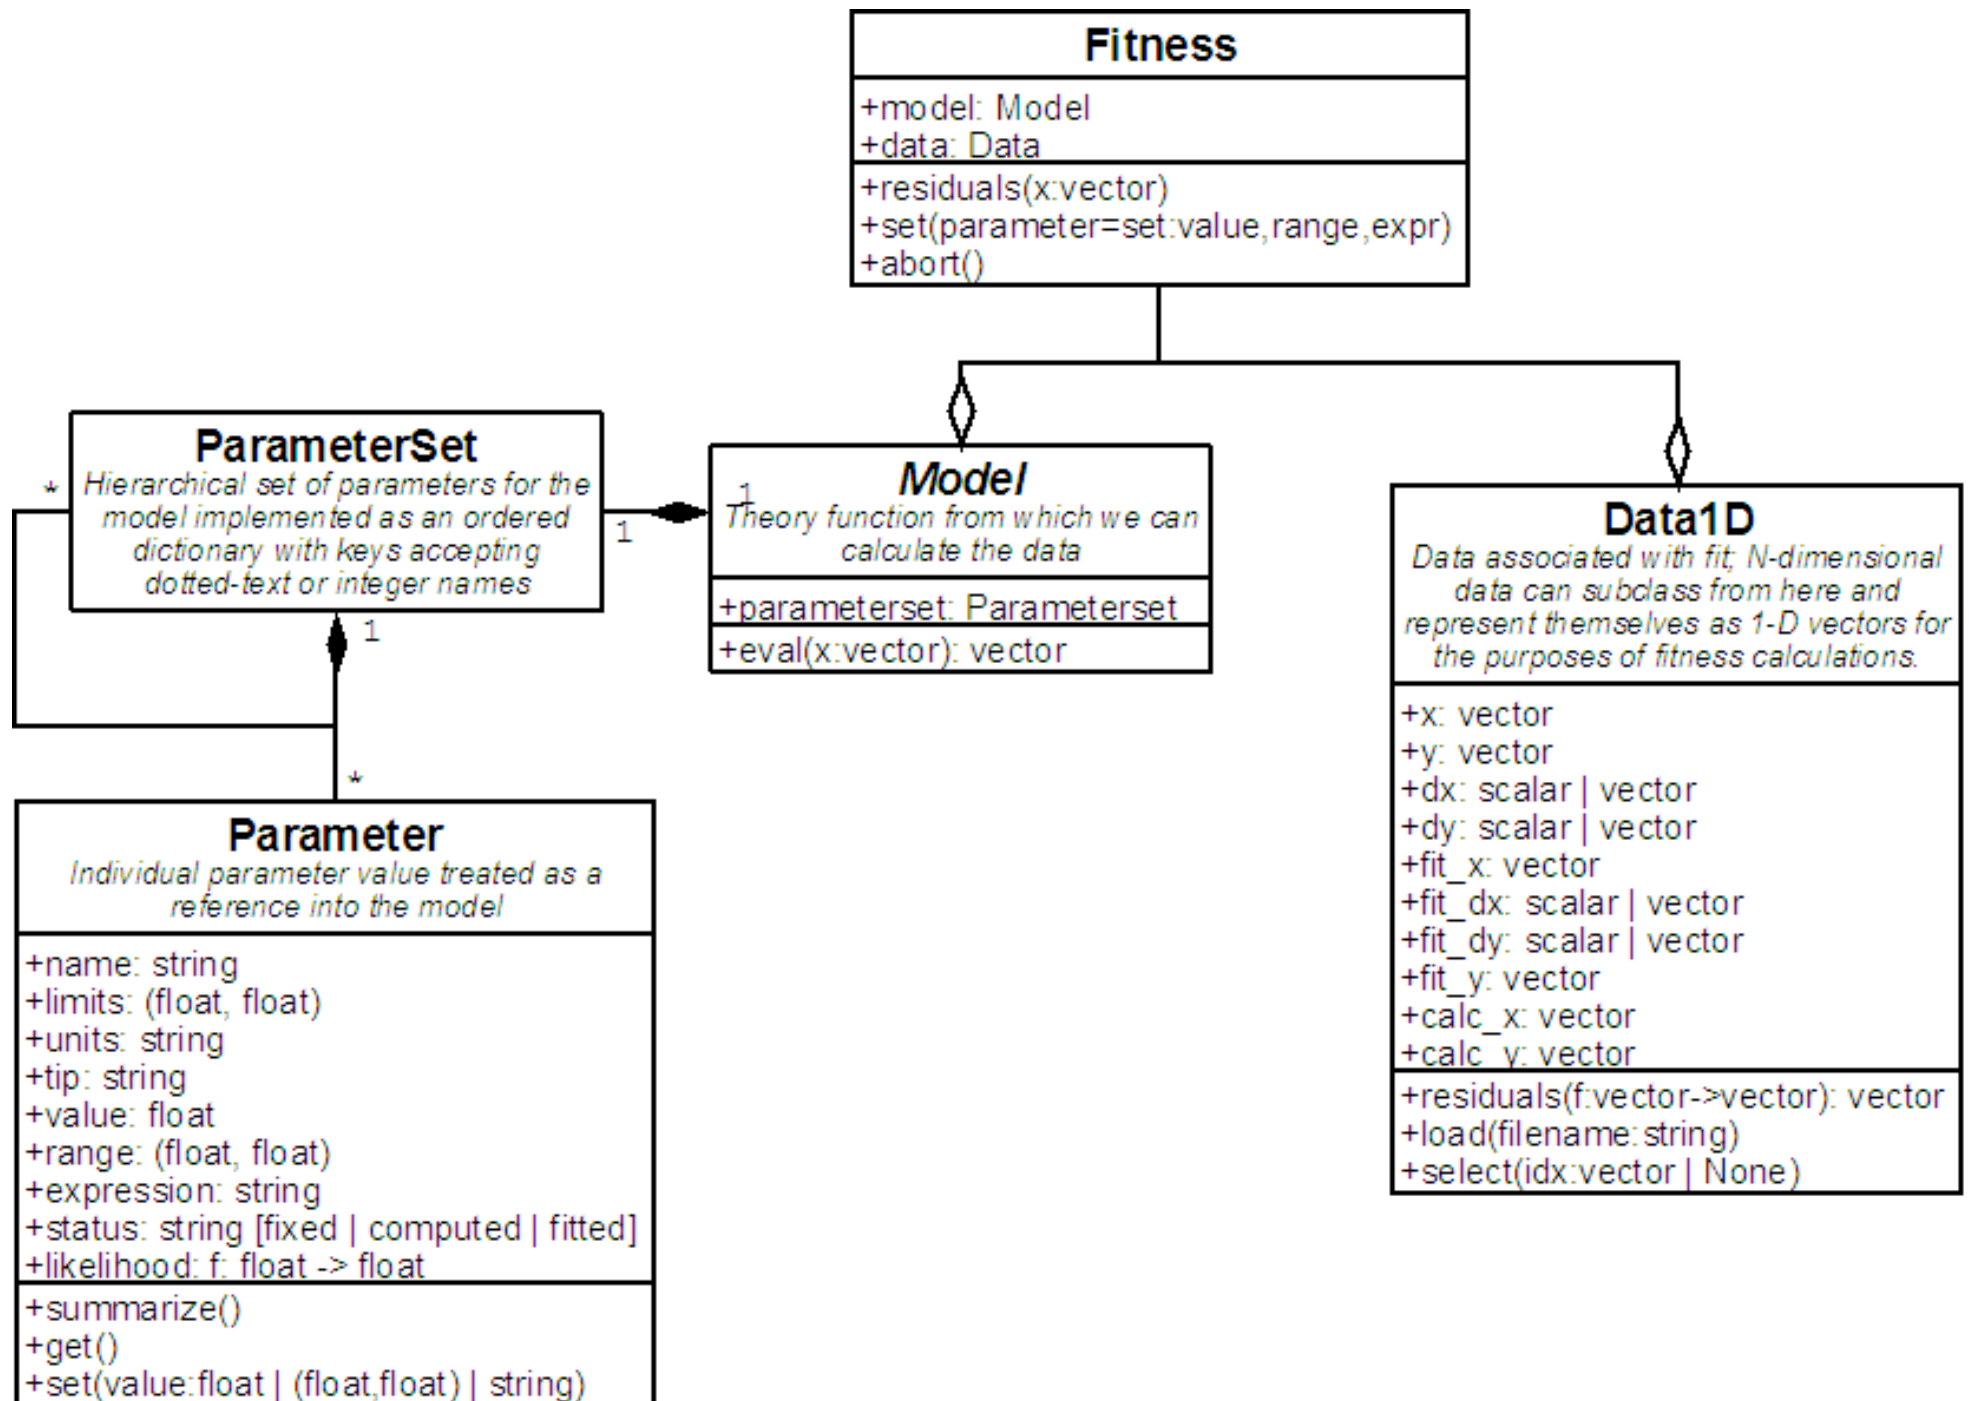 Fitness
+model: Model
+data: Data
+residuals(x:vector)
+set(parameter=set:value,range,expr)
+abort()
ParameterSet
Hierarchical set of parameters for the
model implemented as an ordered
dictionary with keys accepting
dotted-text or integer names
*
1
1
1
*
Model
Theory function from which we can
calculate the data
+parameterset: Parameterset
+eval(x:vector): vector
Data1D
Data associated with fit; N-dimensional
data can subclass from here and
represent themselves as 1-D vectors for
the purposes of fitness calculations.
+x: vector
+y: vector
+dx: scalar | vector
+dy: scalar | vector
+fit_x: vector
+fit_dx: scalar | vector
+fit_dy: scalar | vector
+fit_y: vector
+calc_x: vector
+calc_y: vector
+residuals(f:vector->vector): vector
+load(filename:string)
+select(idx:vector | None)
Parameter
Individual parameter value treated as a
reference into the model
+name: string
+limits: (float, float)
+units: string
+tip: string
+value: float
+range: (float, float)
+expression: string
+status: string [fixed | computed | fitted]
+likelihood: f: float -> float
+summarize()
+get()
+set(value:float | (float,float) | string)